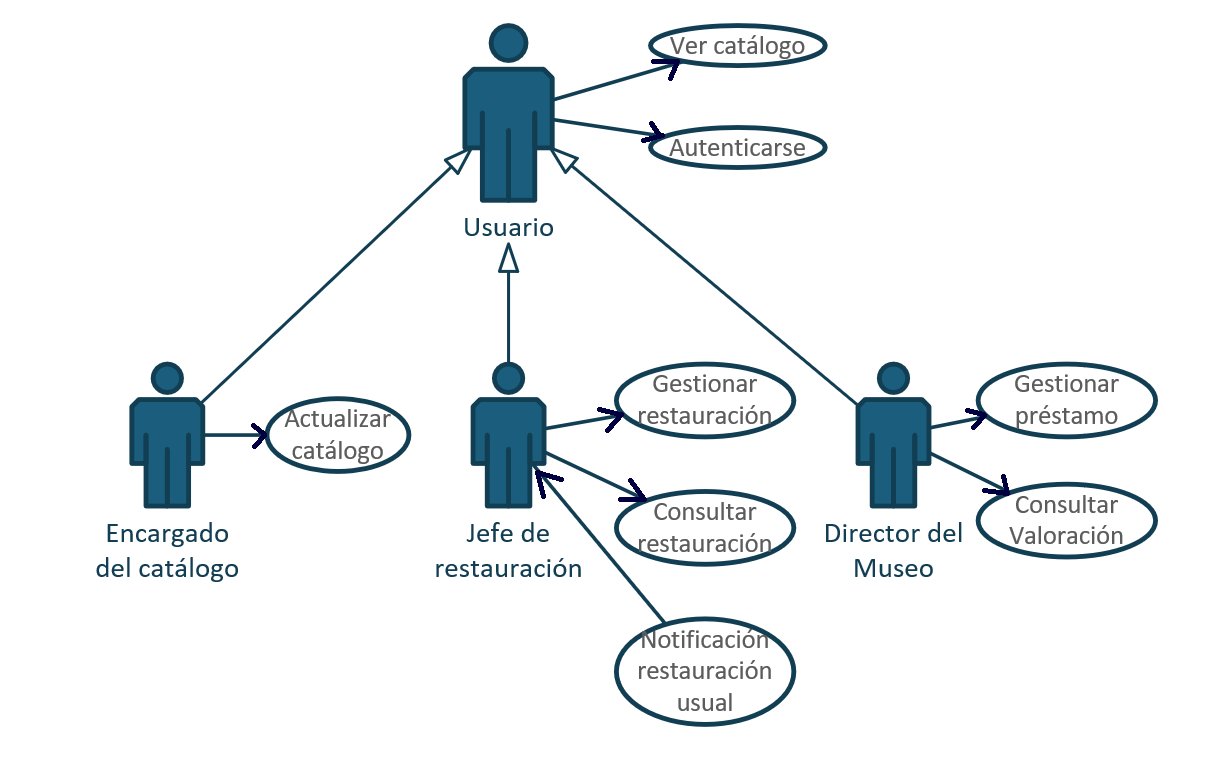 Ver catálogo
Autenticarse
Usuario
Actualizar
catálogo
Encargado
del catálogo
Gestionar
restauración
Consultar
restauración
Jefe de
restauración
Notificación
restauración
usual
Gestionar
préstamo
Consultar
Valoración
Director del
Museo